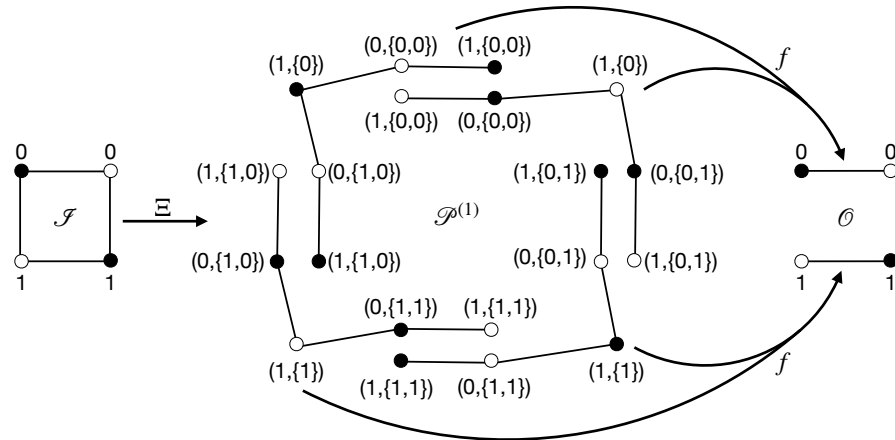 (0,{0,0}) (1,{0,0})
f
(1,{0}) (1,{0})
(1,{0,0}) (0,{0,0})
0 0 0 0
(1,{1,0}) (0,{1,0}) (1,{0,1}) (0,{0,1})
ℐ Ξ 𝒫⁽¹⁾ 𝒪
(0,{1,0}) (1,{1,0}) (0,{0,1}) (1,{0,1})
1 1 1 1
(0,{1,1}) (1,{1,1})
f
(1,{1}) (1,{1,1}) (0,{1,1}) (1,{1})